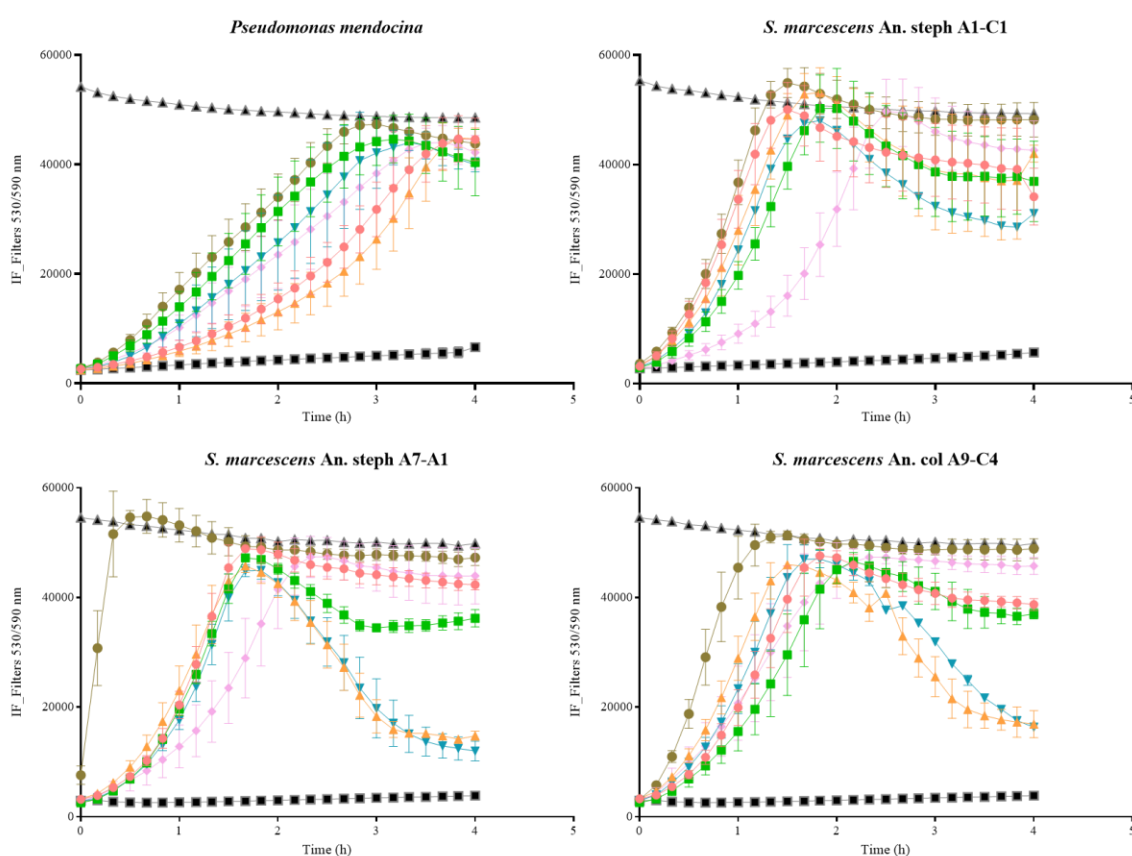 Pseudomonas mendocina
60000
40000
20000
0
IF_Filters 530/590 nm
0 1 2 3 4 5
Time (h)
S. marcescens An. steph A1-C1
60000
40000
20000
0
IF_Filters 530/590 nm
0 1 2 3 4 5
Time (h)
S. marcescens An. steph A7-A1
60000
40000
20000
0
IF_Filters 530/590 nm
0 1 2 3 4 5
Time (h)
S. marcescens An. col A9-C4
60000
40000
20000
0
IF_Filters 530/590 nm
0 1 2 3 4 5
Time (h)